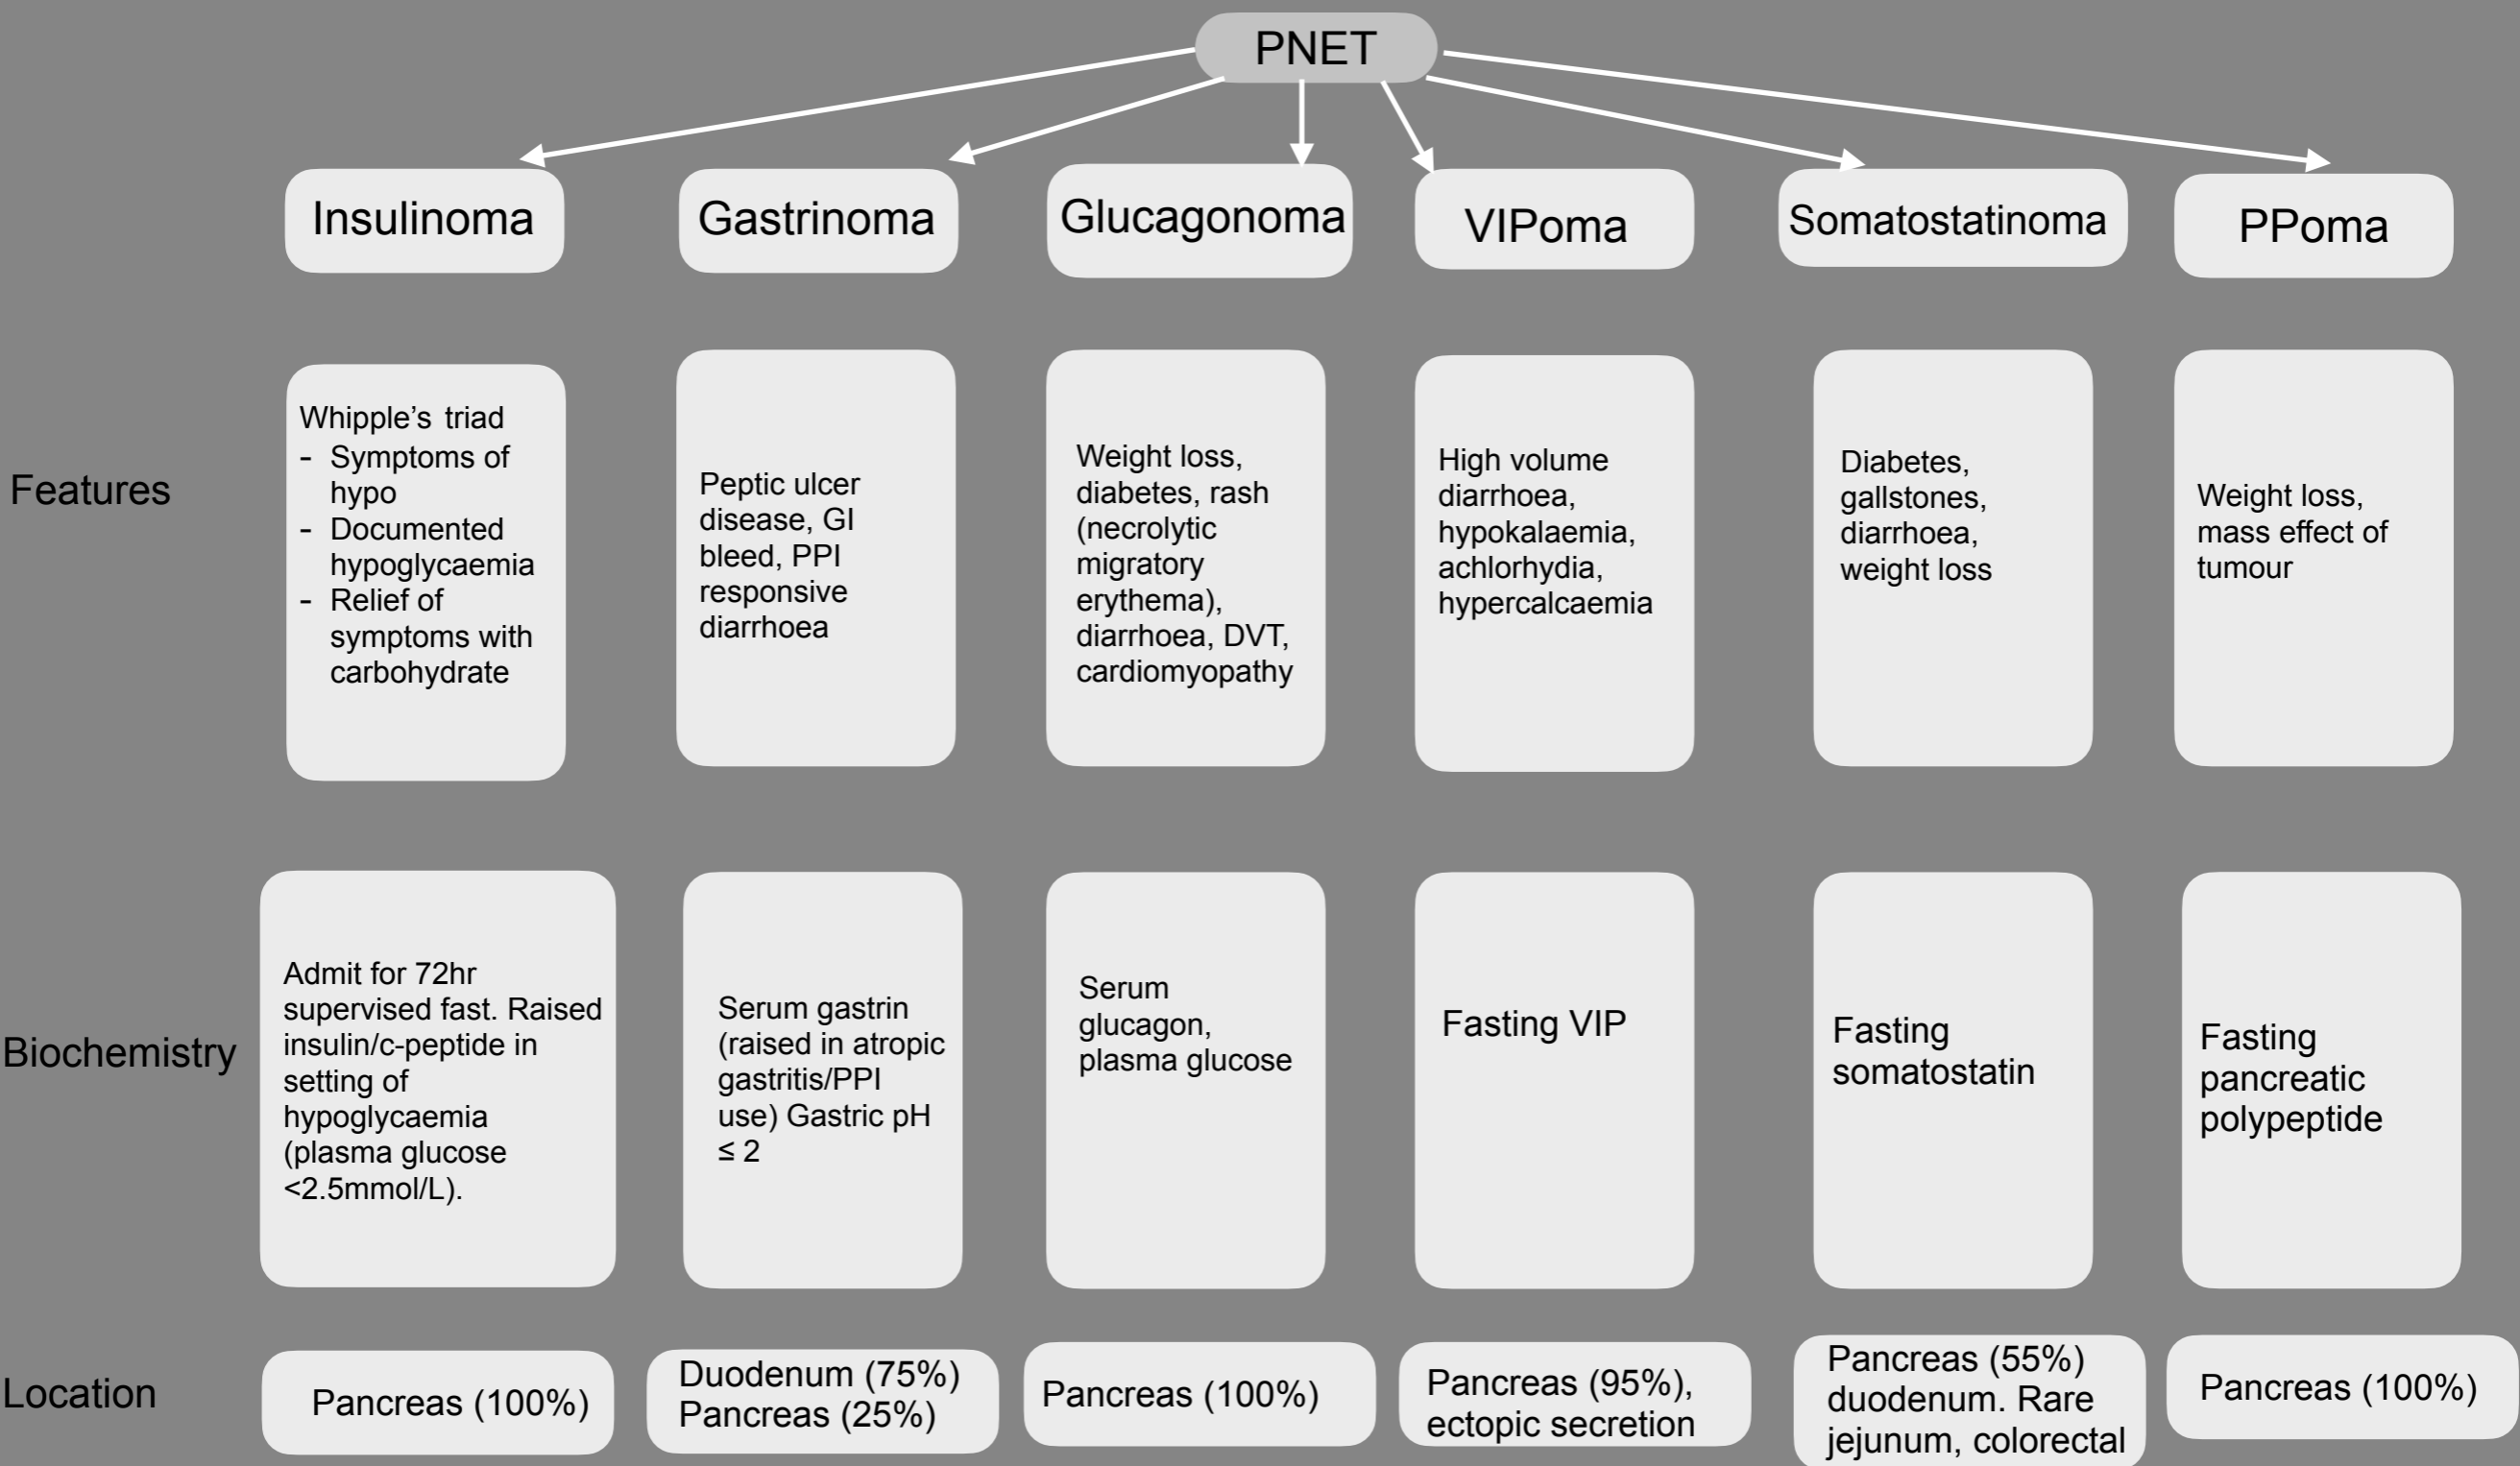 PNET
Insulinoma
Gastrinoma
Glucagonoma
VIPoma
Somatostatinoma
PPoma
Features
Whipple’s triad
- Symptoms of
hypo
- Documented
hypoglycaemia
- Relief of
symptoms with
carbohydrate
Peptic ulcer
disease, GI
bleed, PPI
responsive
diarrhoea
Weight loss,
diabetes, rash
(necrolytic
migratory
erythema),
diarrhoea, DVT,
cardiomyopathy
High volume
diarrhoea,
hypokalaemia,
achlorhydia,
hypercalcaemia
Diabetes,
gallstones,
diarrhoea,
weight loss
Weight loss,
mass effect of
tumour
Biochemistry
Admit for 72hr
supervised fast. Raised
insulin/c-peptide in
setting of
hypoglycaemia
(plasma glucose
<2.5mmol/L).
Serum gastrin
(raised in atropic
gastritis/PPI
use) Gastric pH
≤ 2
Serum
glucagon,
plasma glucose
Fasting VIP
Fasting
somatostatin
Fasting
pancreatic
polypeptide
Location
Pancreas (100%)
Duodenum (75%)
Pancreas (25%)
Pancreas (100%)
Pancreas (95%),
ectopic secretion
Pancreas (55%)
duodenum. Rare
jejunum, colorectal
Pancreas (100%)